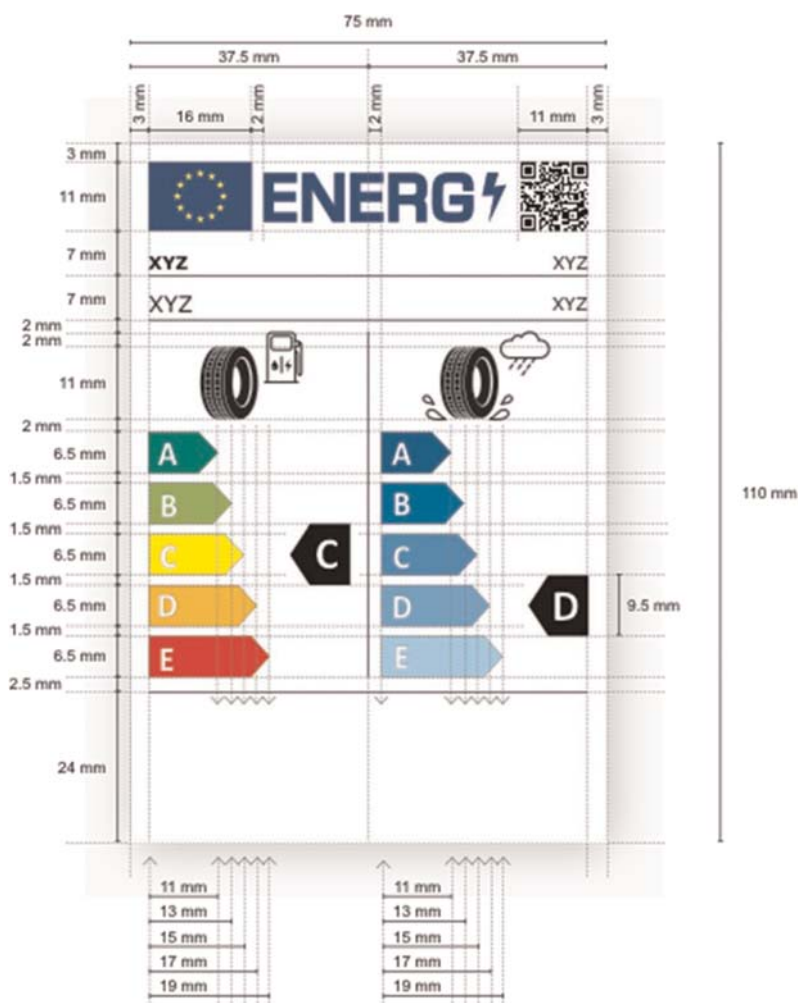 75 mm
37.5 mm 37.5 mm
3 mm 16 mm 2 mm 2 mm 11 mm 3 mm
3 mm
11 mm ENERG
7 mm XYZ XYZ
7 mm XYZ XYZ
2 mm
2 mm
11 mm
2 mm
6.5 mm A A
1.5 mm
6.5 mm B B 110 mm
1.5 mm
6.5 mm C C C
1.5 mm
6.5 mm D D D 9.5 mm
1.5 mm
6.5 mm E E
2.5 mm
24 mm
11 mm 11 mm
13 mm 13 mm
15 mm 15 mm
17 mm 17 mm
19 mm 19 mm